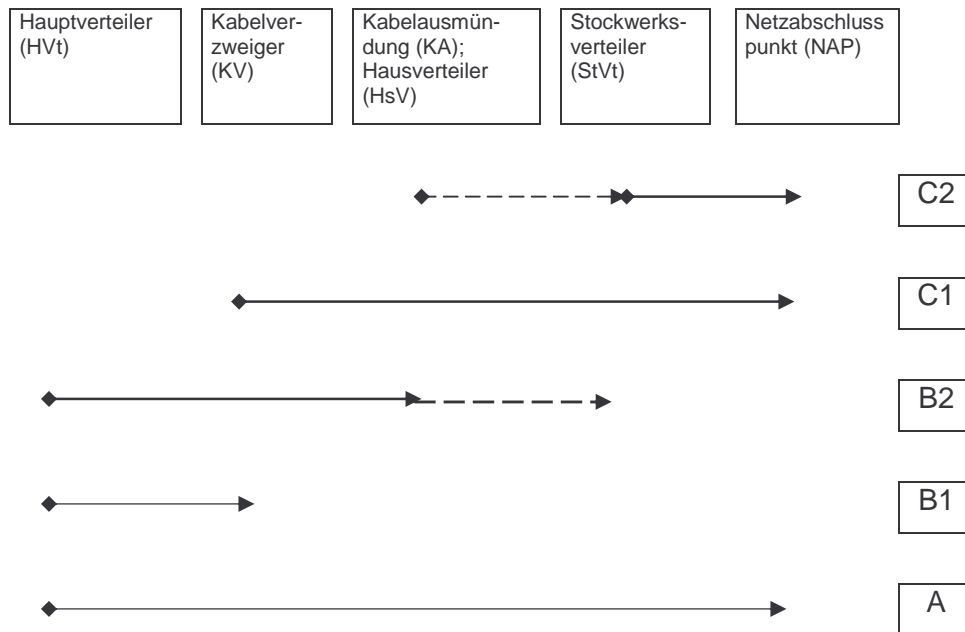 Hauptverteiler
(HVt)
Kabelver-
zweiger
(KV)
Kabelausmün-
dung (KA);
Hausverteiler
(HsV)
Stockwerks-
verteiler
(StVt)
Netzabschluss
punkt (NAP)
C2
C1
B2
B1
A